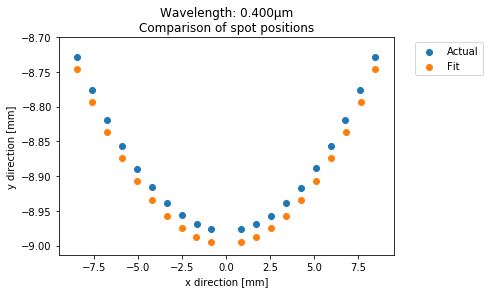 Wavelength: 0.400μm
Comparison of spot positions
−8.70
−8.75
−8.80
−8.85
−8.90
−8.95
−9.00
y direction [mm]
−7.5
−5.0
−2.5
0.0
2.5
5.0
7.5
x direction [mm]
Actual
Fit